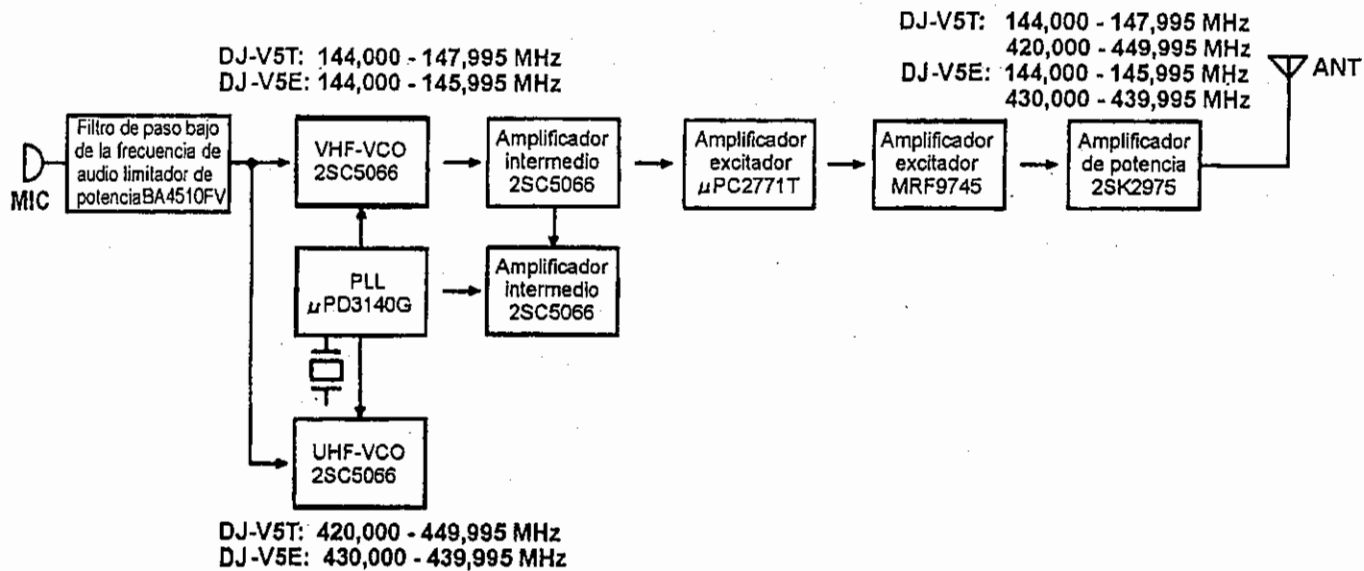 DJ-V5T: 144,000 - 147,995 MHz
DJ-V5E: 144,000 - 145,995 MHz
DJ-V5T: 144,000 - 147,995 MHz
420,000 - 449,995 MHz
DJ-V5E: 144,000 - 145,995 MHz
430,000 - 439,995 MHz
ANT
MIC
Filtro de paso bajo
de la frecuencia de
audio limitador de
potenciaBA4510FV
VHF-VCO
2SC5066
Amplificador
intermedio
2SC5066
Amplificador
excitador
μPC2771T
Amplificador
excitador
MRF9745
Amplificador
de potencia
2SK2975
PLL
μPD3140G
Amplificador
intermedio
2SC5066
UHF-VCO
2SC5066
DJ-V5T: 420,000 - 449,995 MHz
DJ-V5E: 430,000 - 439,995 MHz